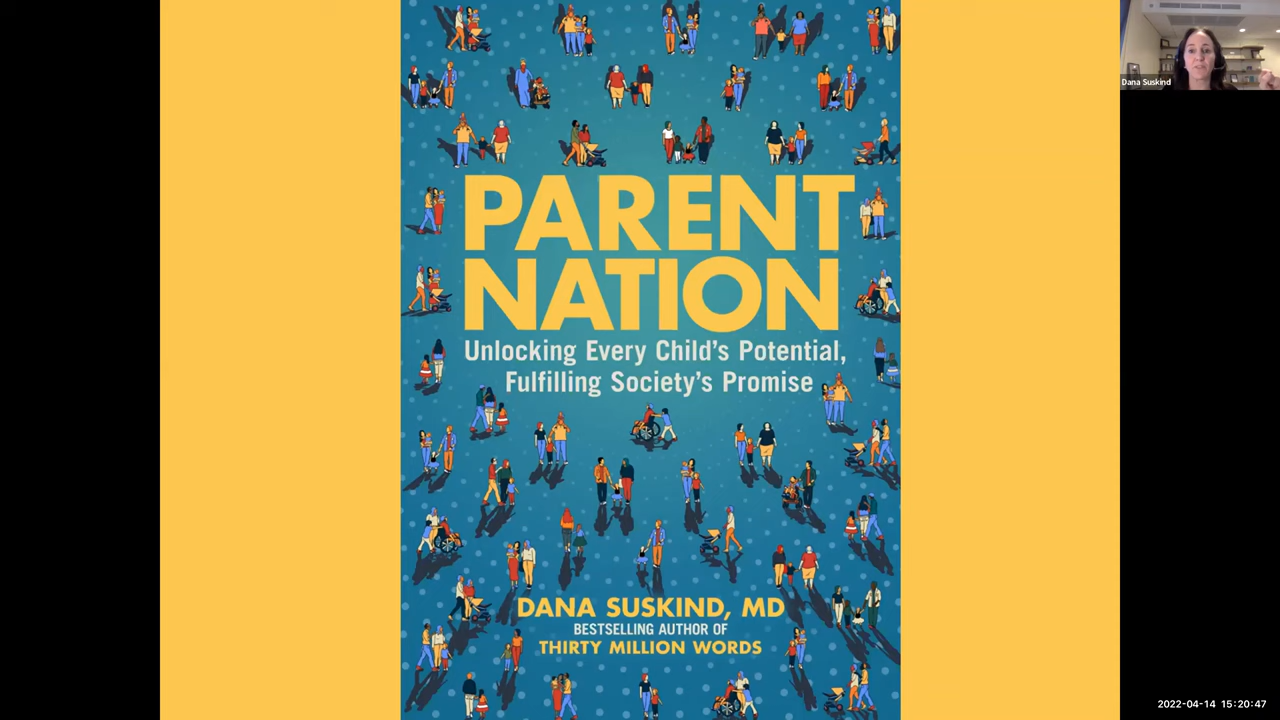 Dana Suskind
PARENT
NATION
Unlocking Every Child's Potential,
Fulfilling Society's Promise
DANA SUSKIND, MD
BESTSELLING AUTHOR OF
THIRTY MILLION WORDS
2022-04-14 15:20:47